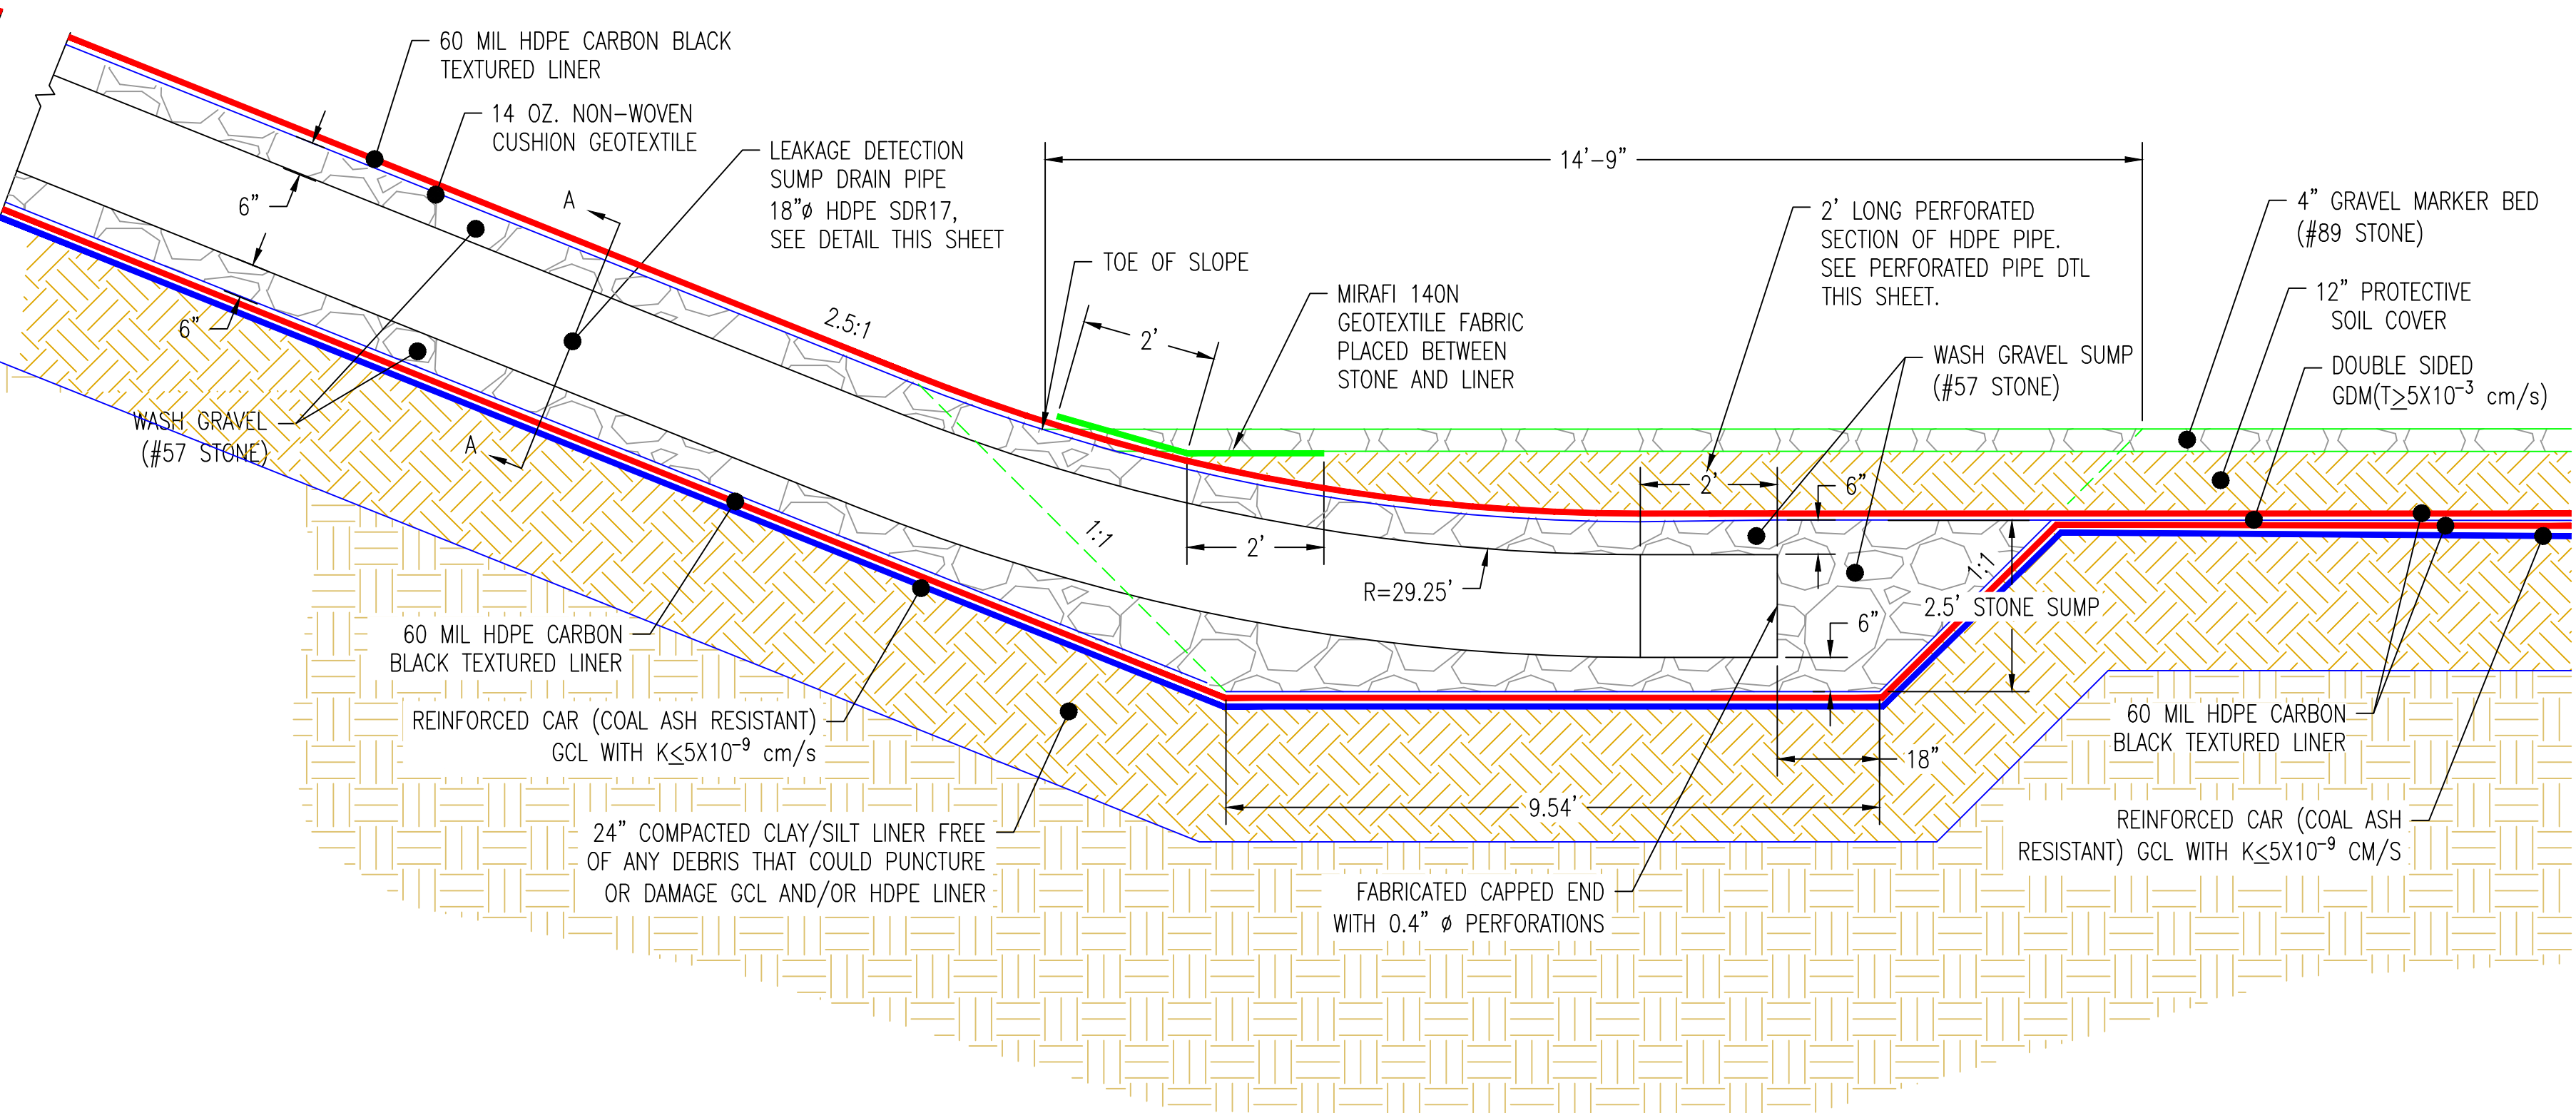 60 MIL HDPE CARBON BLACK
TEXTURED LINER
14 OZ. NON-WOVEN
CUSHION GEOTEXTILE
LEAKAGE DETECTION
SUMP DRAIN PIPE
18"ø HDPE SDR17,
SEE DETAIL THIS SHEET
6"
A
6"
WASH GRAVEL
(#57 STONE)
A
2.5:1
14'-9"
TOE OF SLOPE
2'
MIRAFI 140N
GEOTEXTILE FABRIC
PLACED BETWEEN
STONE AND LINER
2' LONG PERFORATED
SECTION OF HDPE PIPE.
SEE PERFORATED PIPE DTL
THIS SHEET.
4" GRAVEL MARKER BED
(#89 STONE)
12" PROTECTIVE
SOIL COVER
WASH GRAVEL SUMP
(#57 STONE)
DOUBLE SIDED
GDM(T≥5X10⁻³ cm/s)
2'
6"
1:1
2'
R=29.25'
1:1
2.5' STONE SUMP
6"
60 MIL HDPE CARBON
BLACK TEXTURED LINER
REINFORCED CAR (COAL ASH RESISTANT)
GCL WITH K≤5X10⁻⁹ cm/s
24" COMPACTED CLAY/SILT LINER FREE
OF ANY DEBRIS THAT COULD PUNCTURE
OR DAMAGE GCL AND/OR HDPE LINER
18"
9.54'
FABRICATED CAPPED END
WITH 0.4" ø PERFORATIONS
60 MIL HDPE CARBON
BLACK TEXTURED LINER
REINFORCED CAR (COAL ASH
RESISTANT) GCL WITH K≤5X10⁻⁹ CM/S